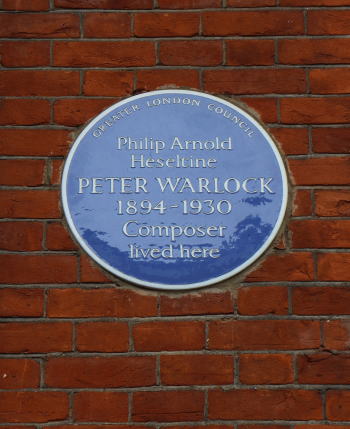 GREATER LONDON COUNCIL
Philip Arnold
Heseltine
PETER WARLOCK
1894-1930
Composer
lived here